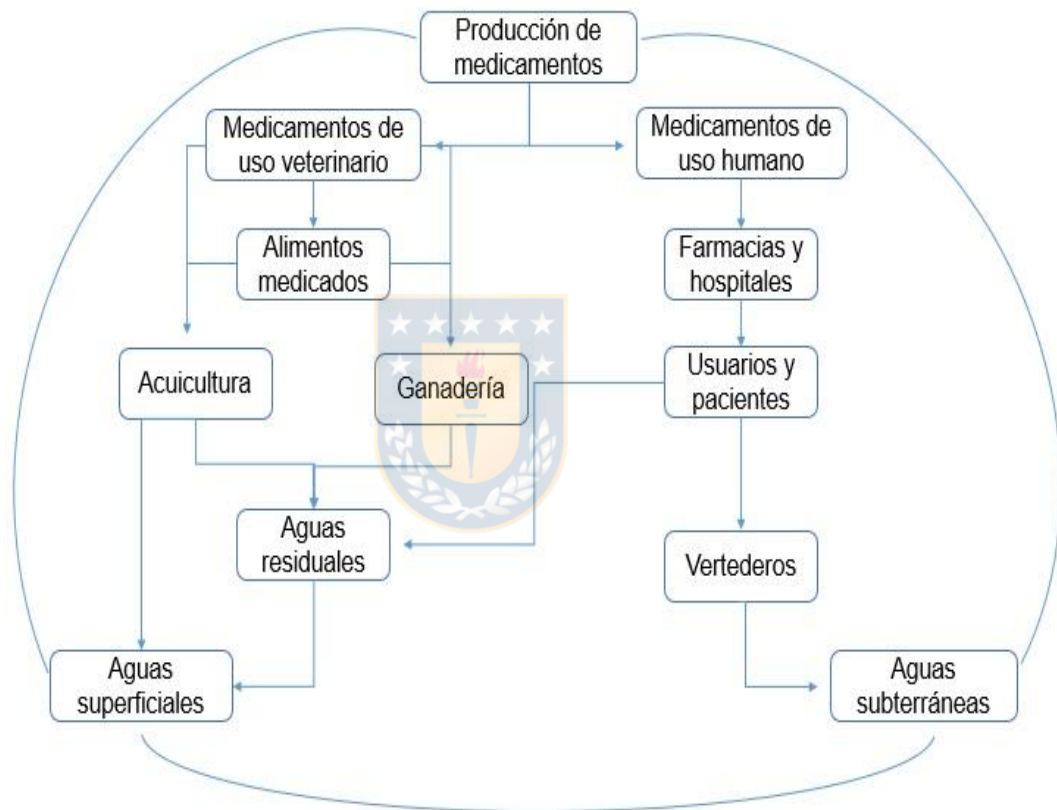 Producción de
medicamentos
Medicamentos de
uso veterinario
Medicamentos de
uso humano
Alimentos
medicados
Farmacias y
hospitales
Acuicultura
Ganadería
Usuarios y
pacientes
Aguas
residuales
Vertederos
Aguas
superficiales
Aguas
subterráneas